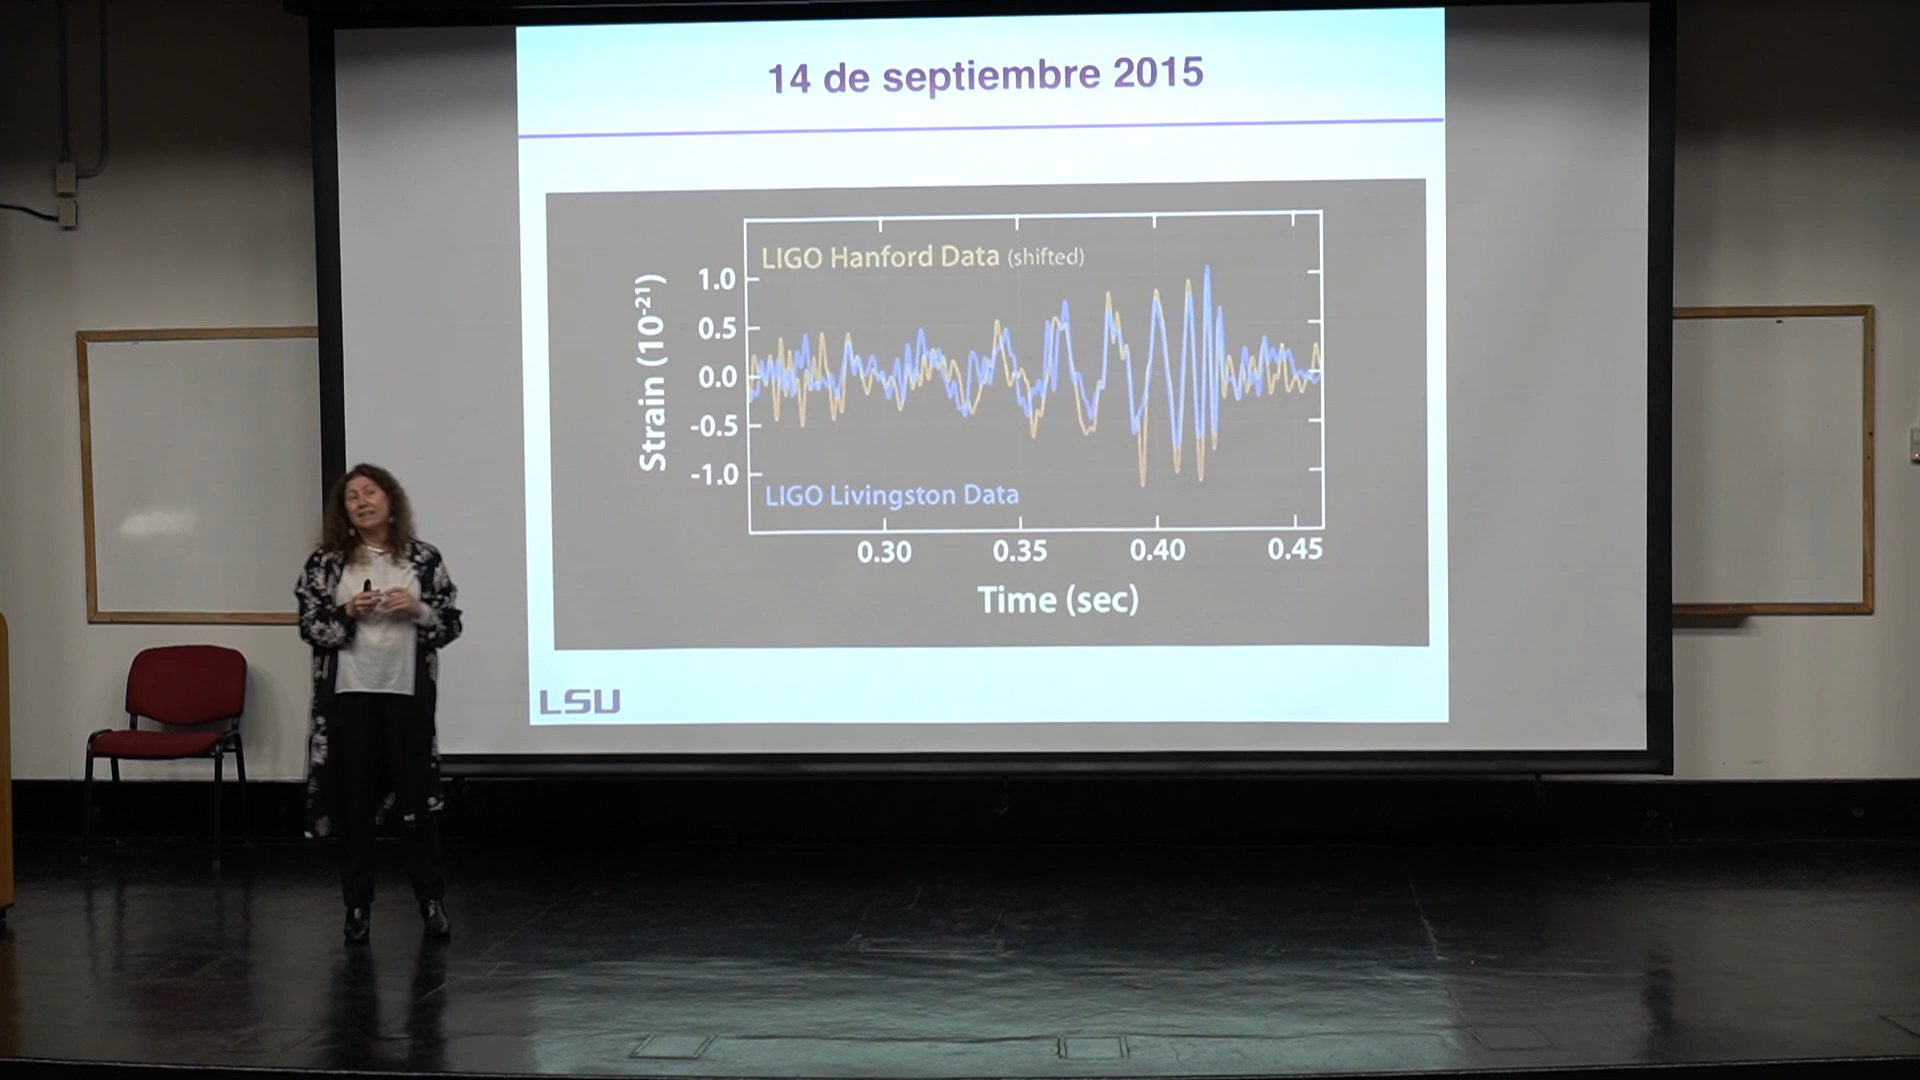 14 de septiembre 2015
LIGO Hanford Data (shifted)
Strain (10⁻²¹)
1.0
0.5
0.0
-0.5
-1.0
LIGO Livingston Data
0.30 0.35 0.40 0.45
Time (sec)
LSU